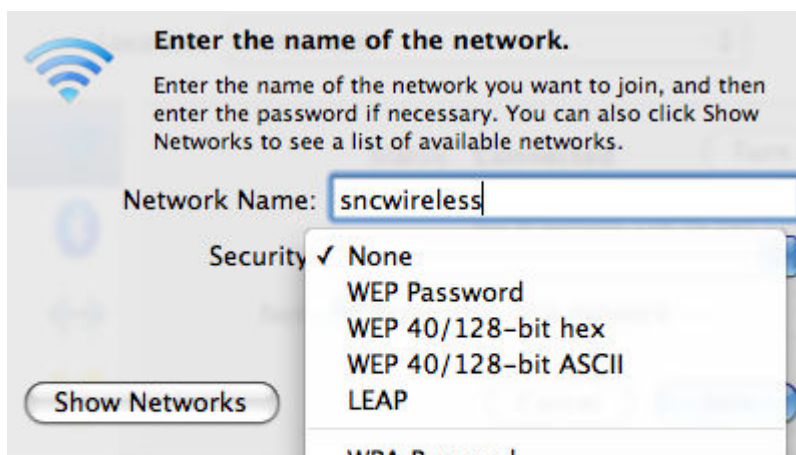 Enter the name of the network.
Enter the name of the network you want to join, and then
enter the password if necessary. You can also click Show
Networks to see a list of available networks.
Network Name: sncwireless
Security ✓ None
WEP Password
WEP 40/128-bit hex
WEP 40/128-bit ASCII
LEAP
Show Networks